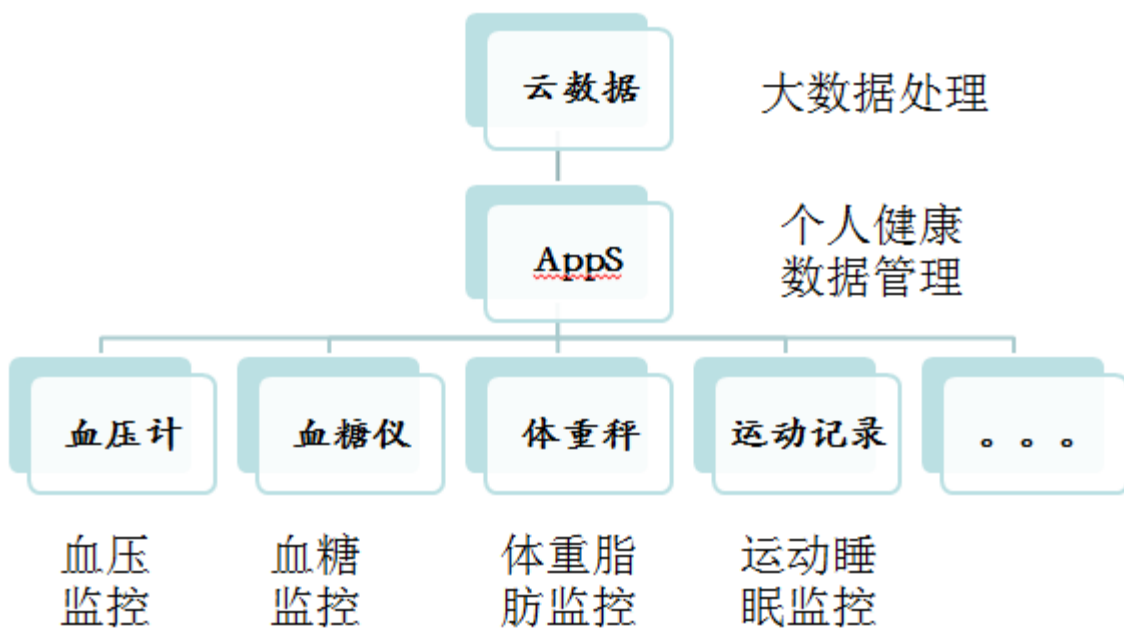 云数据
大数据处理
AppS
个人健康
数据管理
血压计
血糖仪
体重秤
运动记录
。。。
血压
监控
血糖
监控
体重脂
肪监控
运动睡
眠监控